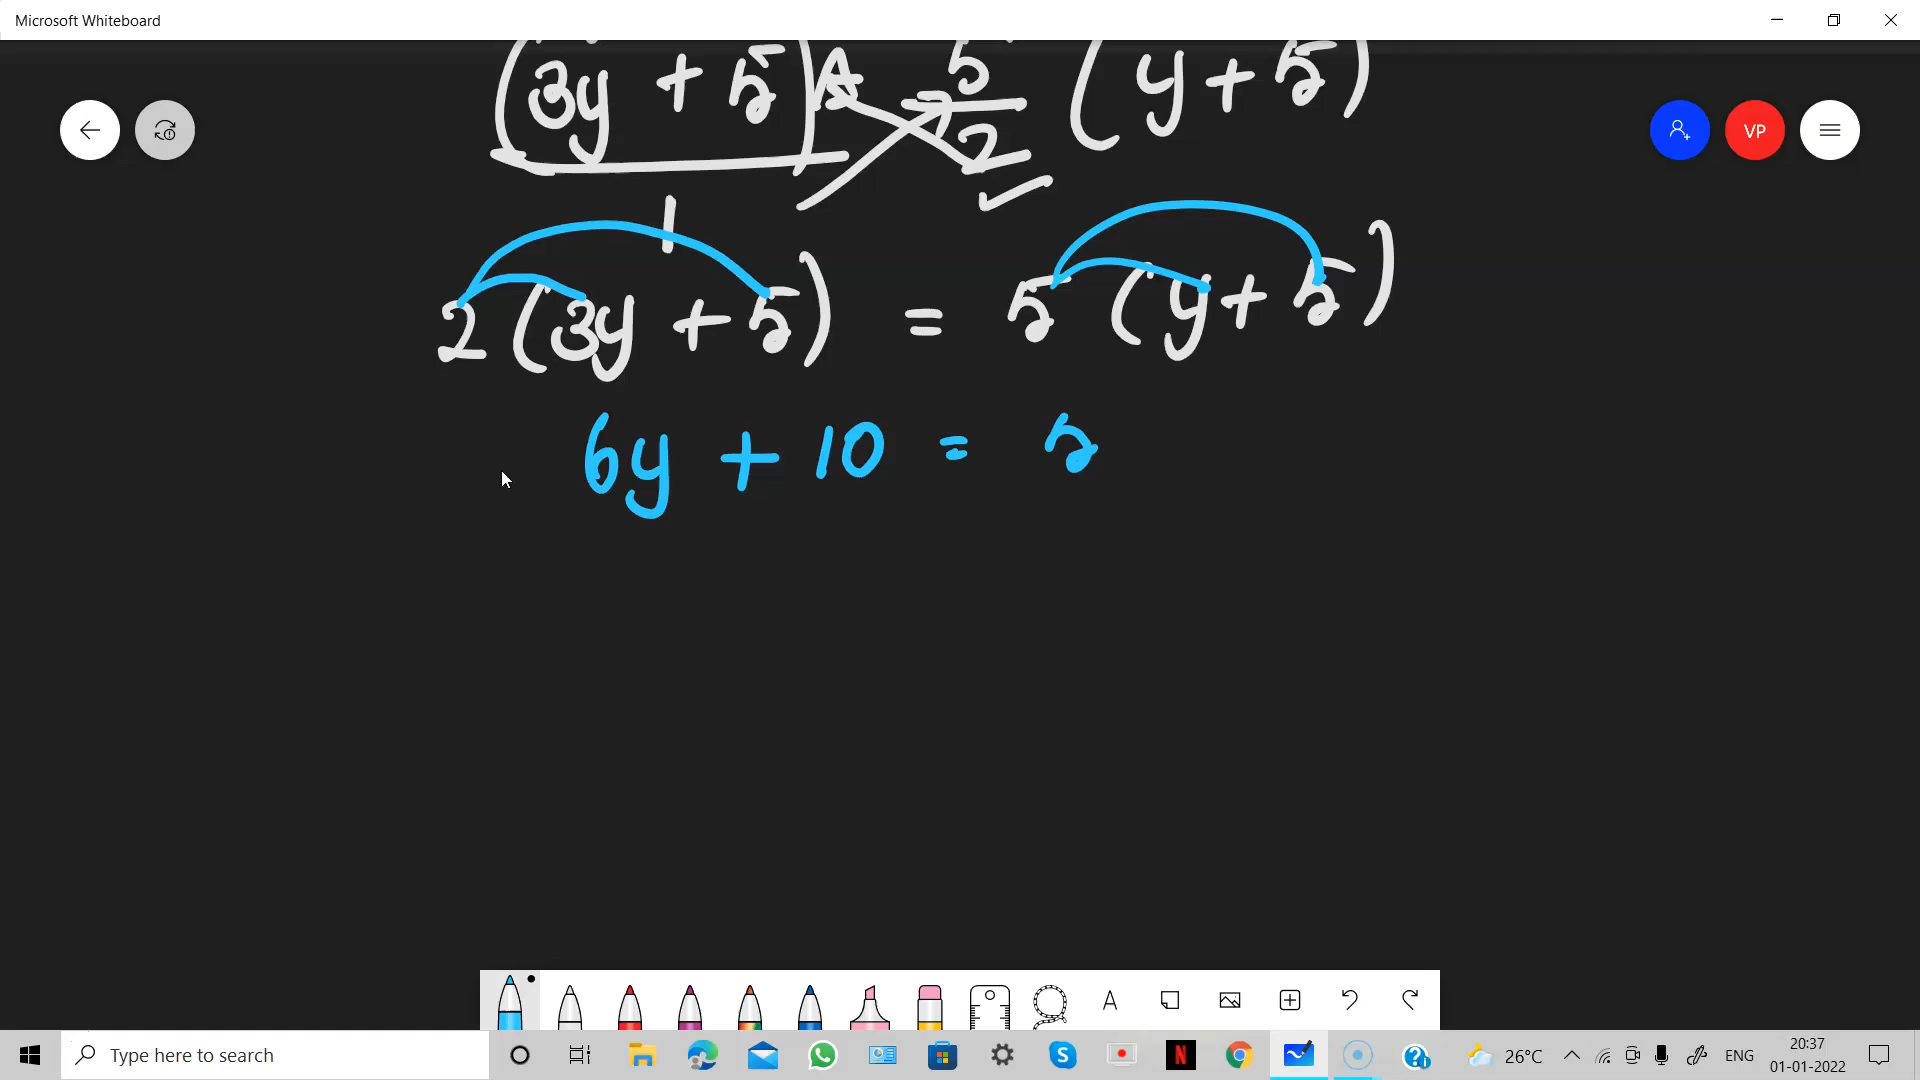 Microsoft Whiteboard
(3y + 5) = 5/2 (y + 5)
1
VP
2 (3y + 5) = 5 (y + 5)
6y + 10 = 5
A
Type here to search
26°C
ENG
20:37
01-01-2022